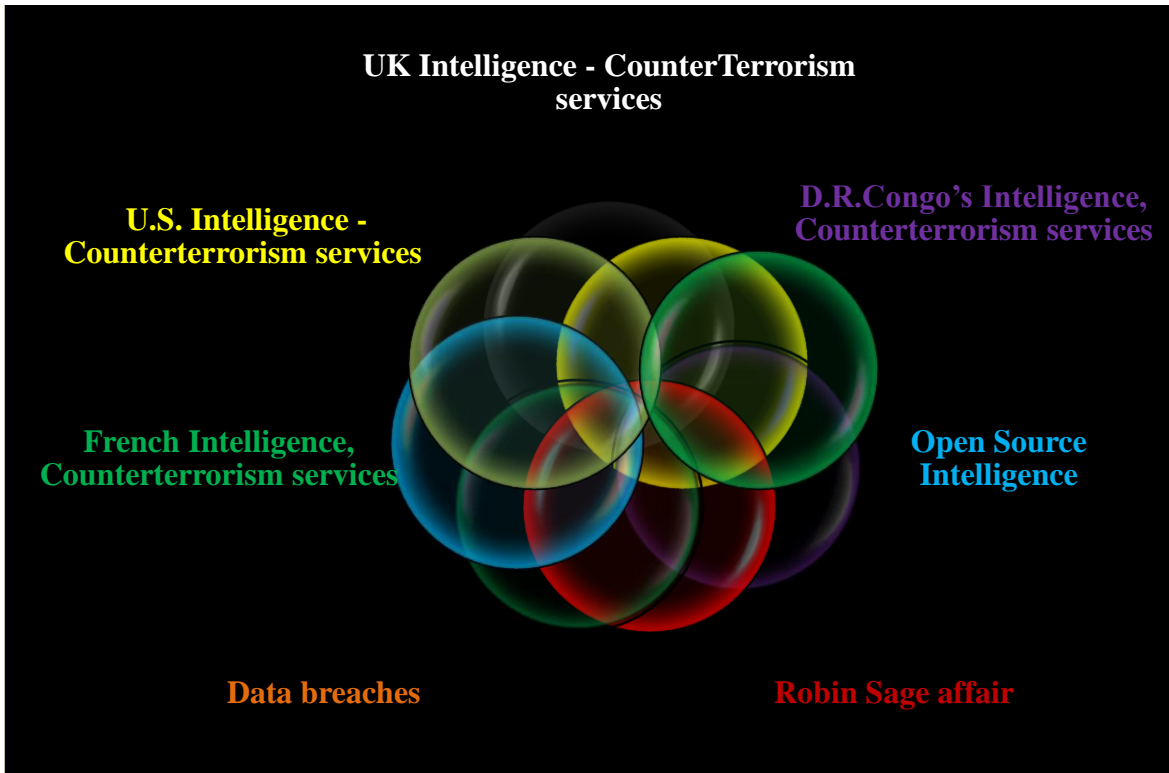 UK Intelligence - CounterTerrorism
services
U.S. Intelligence -
Counterterrorism services
D.R.Congo’s Intelligence,
Counterterrorism services
French Intelligence,
Counterterrorism services
Open Source
Intelligence
Data breaches
Robin Sage affair